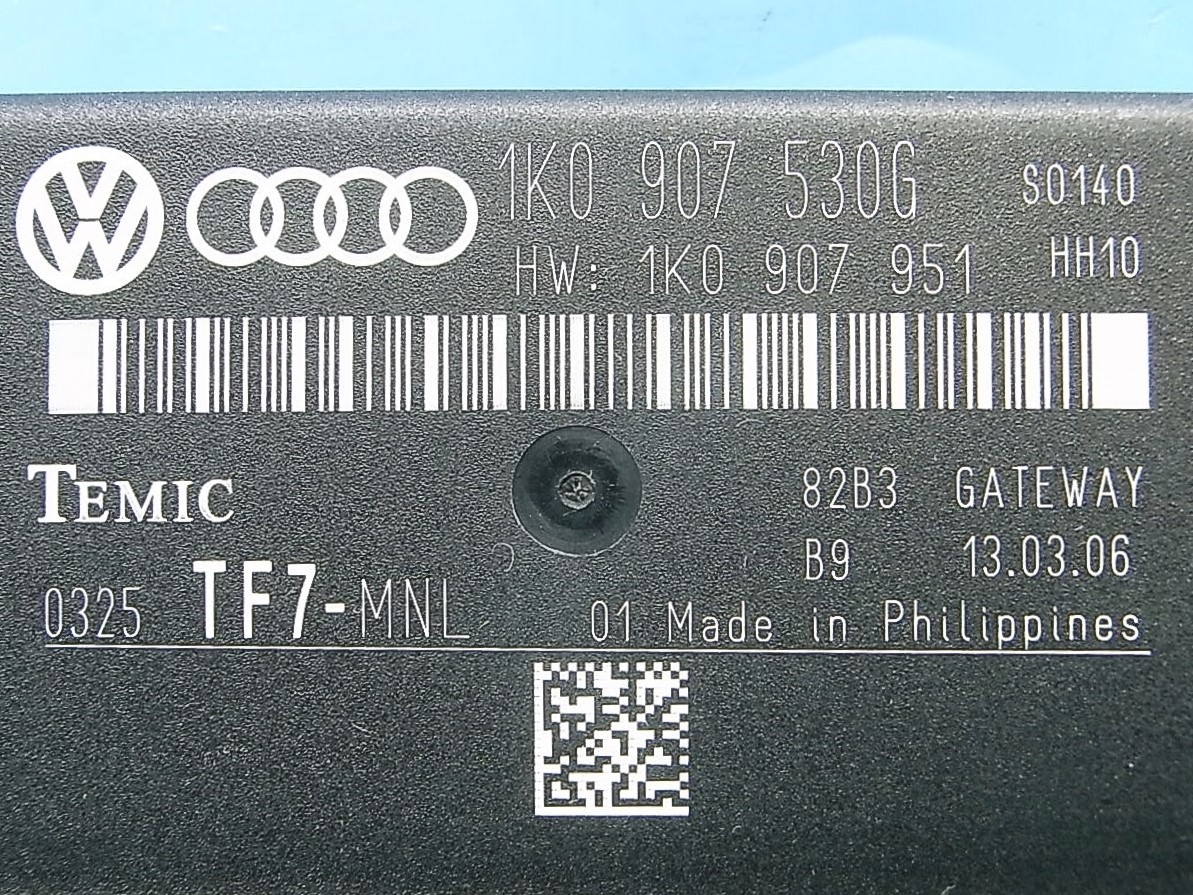 1K0 907 530G S0140
HW: 1K0 907 951 HH10
TEMIC
82B3 GATEWAY
B9 13.03.06
0325 TF7-MNL 01 Made in Philippines